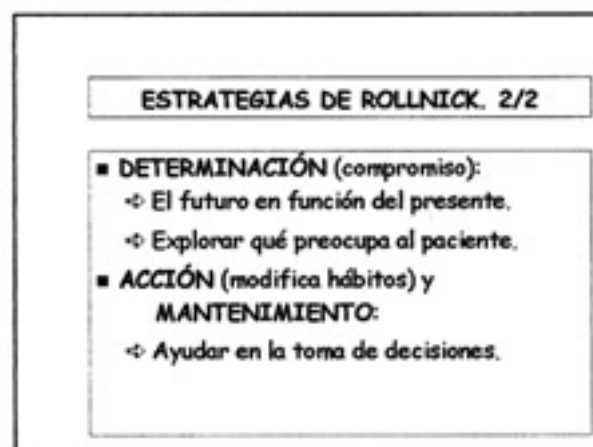 ESTRATEGIAS DE ROLLNICK. 2/2
■ DETERMINACIÓN (compromiso):
➪ El futuro en función del presente.
➪ Explorar qué preocupa al paciente.
■ ACCIÓN (modifica hábitos) y
MANTENIMIENTO:
➪ Ayudar en la toma de decisiones.